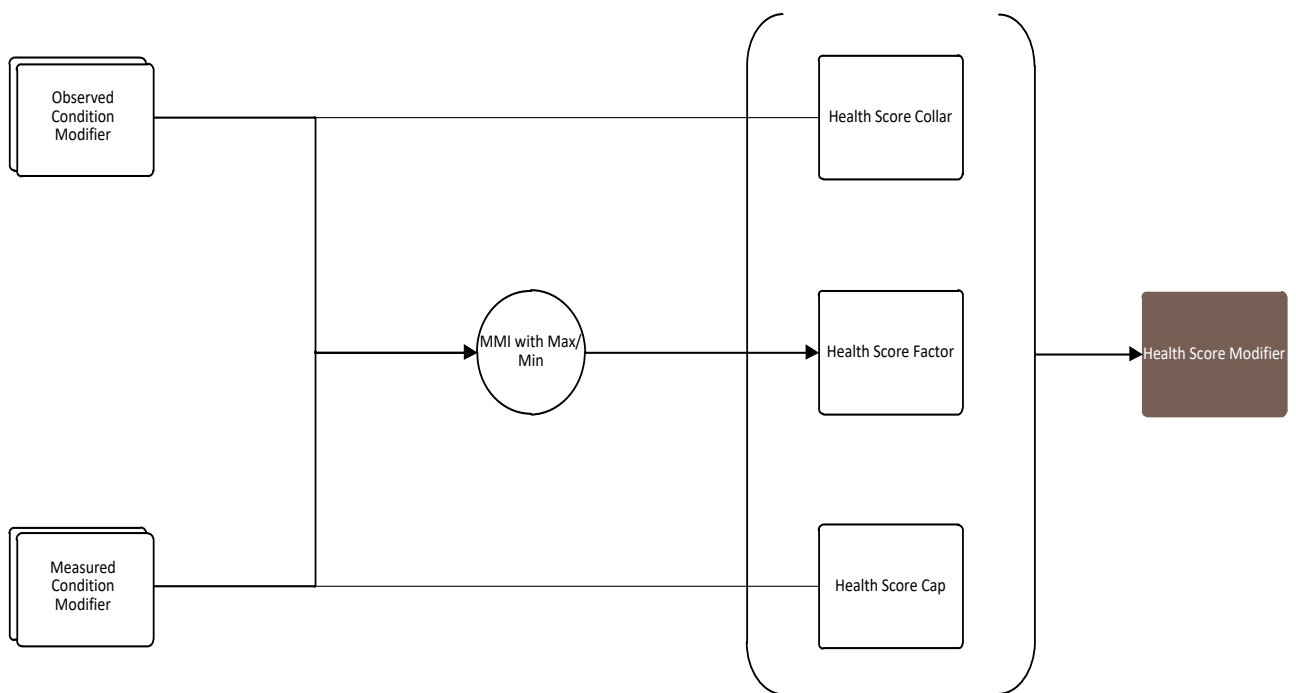 Observed
Condition
Modifier
Health Score Collar
MMI with Max/
Min
Health Score Factor
Health Score Modifier
Measured
Condition
Modifier
Health Score Cap